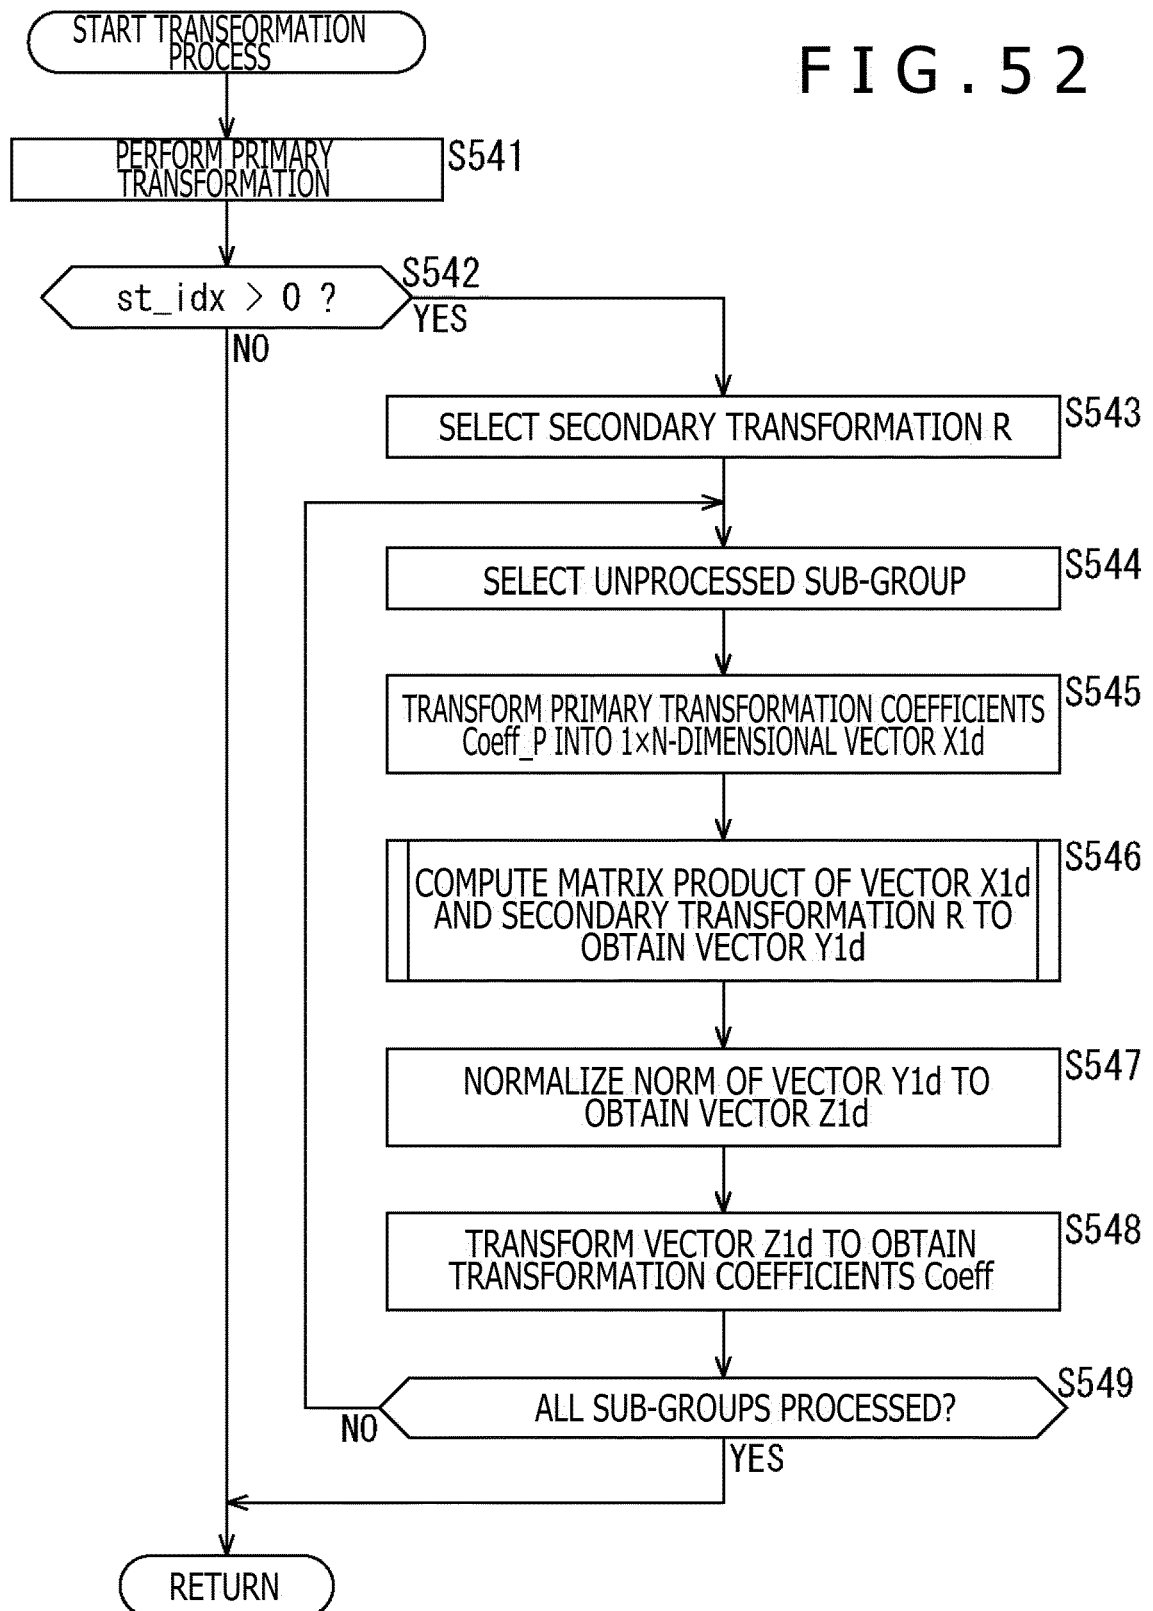 START TRANSFORMATION
PROCESS
FIG.52
PERFORM PRIMARY
TRANSFORMATION
S541
st_idx > 0 ?
S542
YES
NO
SELECT SECONDARY TRANSFORMATION R
S543
SELECT UNPROCESSED SUB-GROUP
S544
TRANSFORM PRIMARY TRANSFORMATION COEFFICIENTS
Coeff_P INTO 1×N-DIMENSIONAL VECTOR X1d
S545
COMPUTE MATRIX PRODUCT OF VECTOR X1d
AND SECONDARY TRANSFORMATION R TO
OBTAIN VECTOR Y1d
S546
NORMALIZE NORM OF VECTOR Y1d TO
OBTAIN VECTOR Z1d
S547
TRANSFORM VECTOR Z1d TO OBTAIN
TRANSFORMATION COEFFICIENTS Coeff
S548
ALL SUB-GROUPS PROCESSED?
S549
NO
YES
RETURN